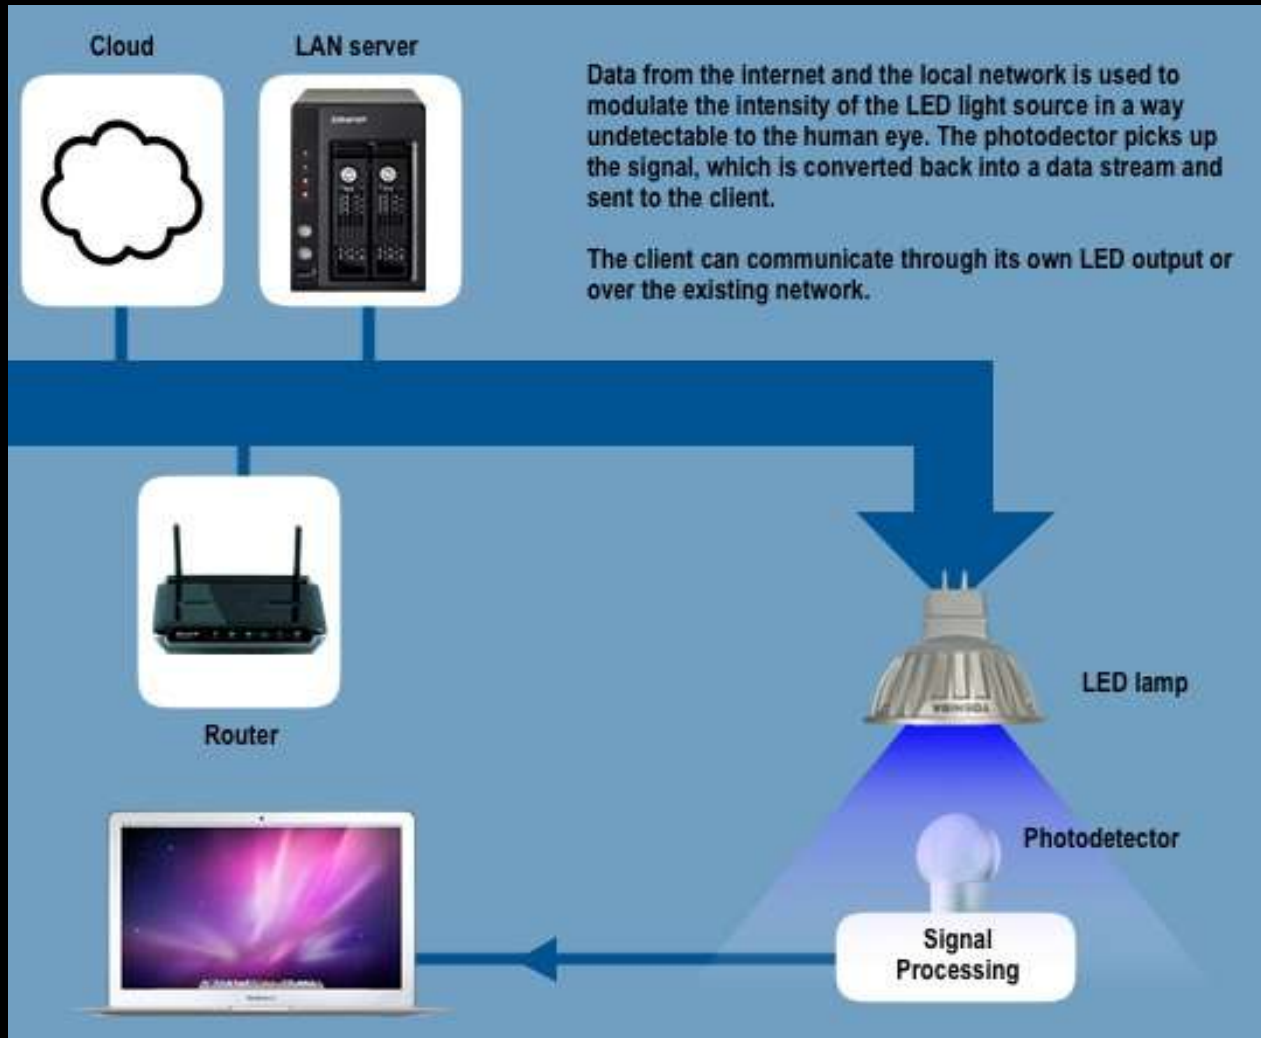 Cloud
LAN server
Data from the internet and the local network is used to
modulate the intensity of the LED light source in a way
undetectable to the human eye. The photodector picks up
the signal, which is converted back into a data stream and
sent to the client.
The client can communicate through its own LED output or
over the existing network.
Router
TOSHIBA
LED lamp
Photodetector
Signal
Processing